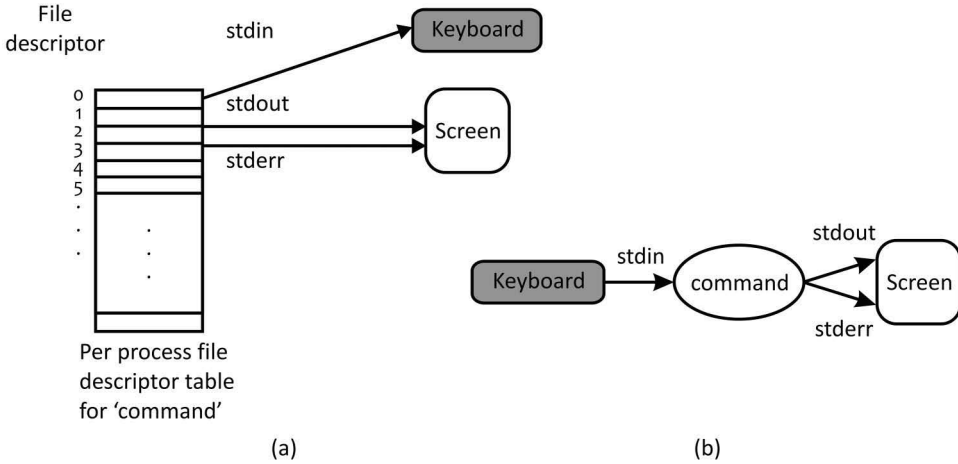 File
descriptor
stdin
Keyboard
0
1
2
3
4
5
stdout
stderr
Screen
Per process file
descriptor table
for ‘command’
(a)
Keyboard
stdin
command
stdout
stderr
Screen
(b)